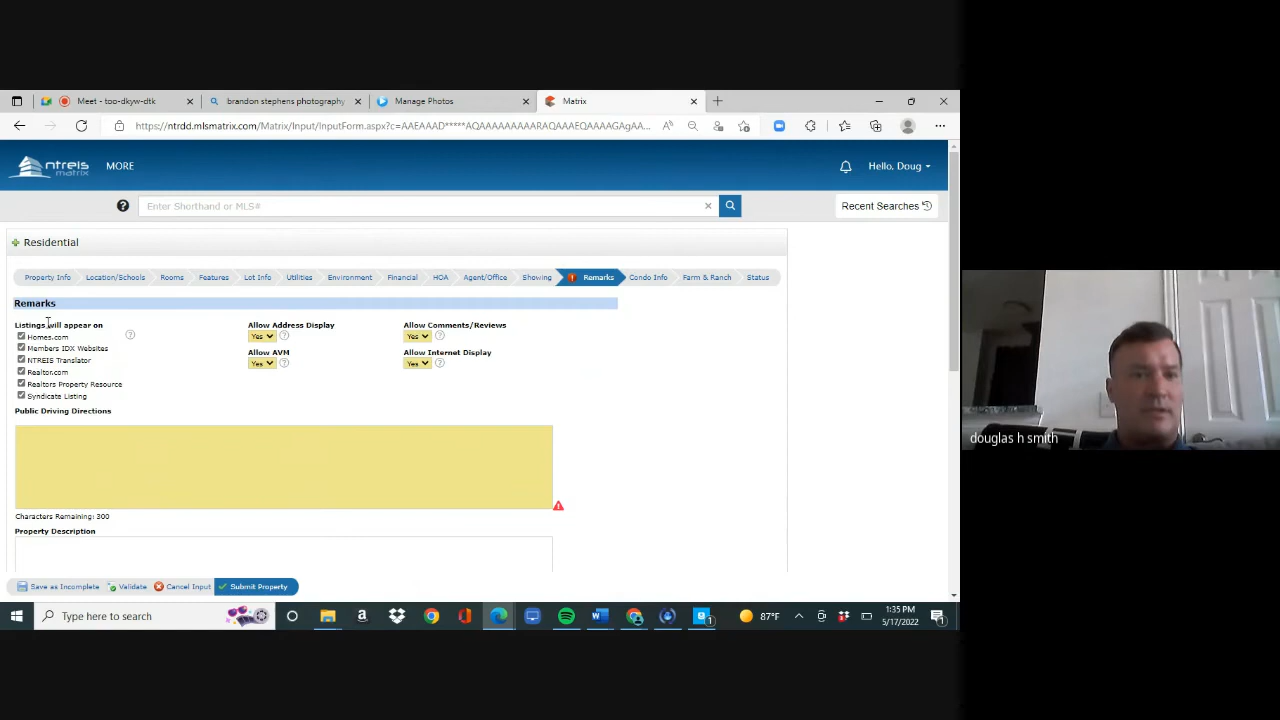 Meet - too-dkyw-dtk
brandon stephens photography
Manage Photos
Matrix
https://ntrdd.mlsmatrix.com/Matrix/Input/InputForm.aspx?c=AAEAAAD*****AQAAAAAAAAARAQAAAEQAAAAGAgAA...
ntreis matrix MORE
Hello, Doug
? Enter Shorthand or MLS#
Recent Searches
Residential
Property Info Location/Schools Rooms Features Lot Info Utilities Environment Financial HOA Agent/Office Showing Remarks Condo Info Farm & Ranch Status
Remarks
Listings will appear on
Allow Address Display
Allow Comments/Reviews
Homes.com
Yes
Yes
Members IDX Websites
Allow AVM
Allow Internet Display
NTREIS Translator
Yes
Yes
Realtor.com
Realtors Property Resource
Syndicate Listing
Public Driving Directions
Characters Remaining: 300
Property Description
Save as Incomplete Validate Cancel Input Submit Property
Type here to search
87°F
1:35 PM
5/17/2022
douglas h smith